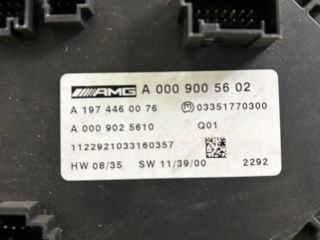 AMG A 000 900 56 02
A 197 446 00 76 03351770300
A 000 902 5610 Q01
1122921033160357
HW 08/35 SW 11/39/00 2292